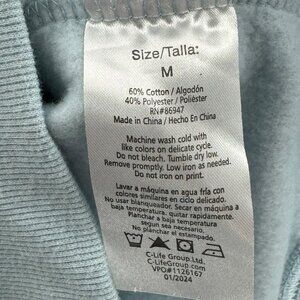 Size/Talla:
M
60% Cotton / Algodón
40% Polyester / Poliéster
RN#86947
Made in China / Hecho En China
Machine wash cold with
like colors on delicate cycle.
Do not bleach. Tumble dry low.
Remove promptly. Low iron as needed.
Do not iron on print.
Lavar a máquina en agua fría con
colores similares en ciclo delicado.
No usar blanqueador. Secar a máquina a
baja temperatura, quitar rapidamente.
Planchar a baja temperatura
segun sea necesario.
No planchar el estampado
C-Life Group Ltd.
C-LifeGroup.com
VPO#1126167
01/2024